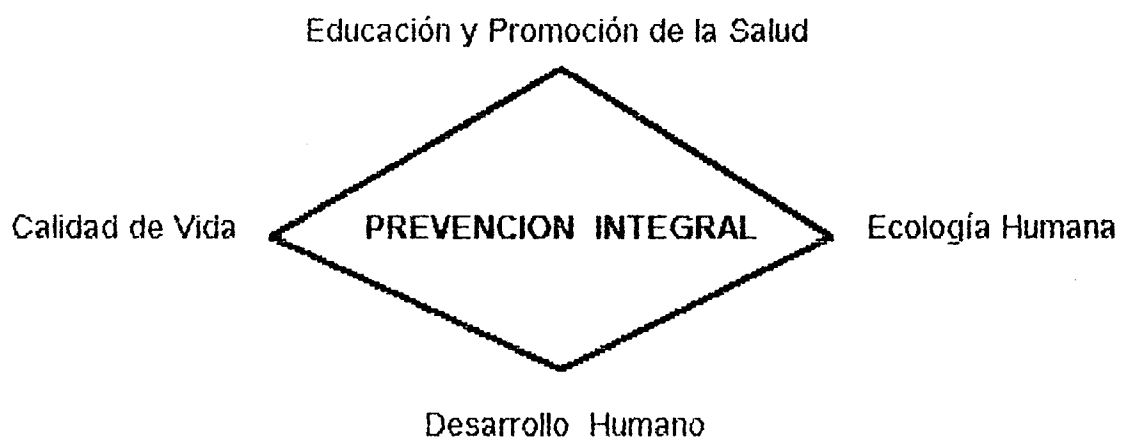 Educación y Promoción de la Salud
Calidad de Vida
PREVENCION INTEGRAL
Ecología Humana
Desarrollo Humano